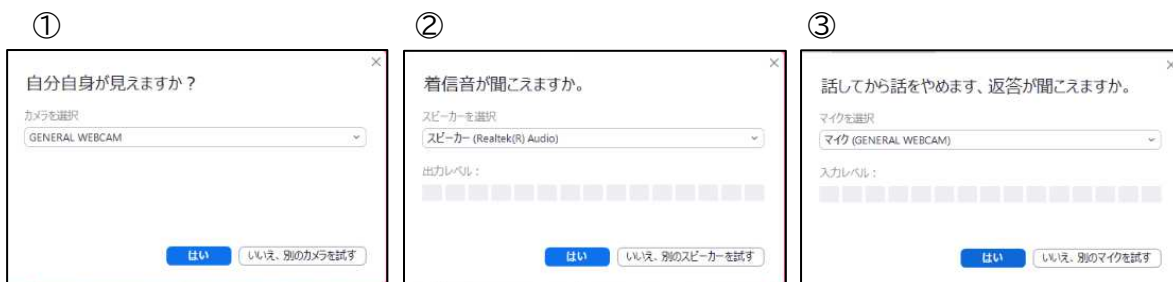 ①
自分自身が見えますか？
カメラを選択
GENERAL WEBCAM
はい
いいえ、別のカメラを試す
②
着信音が聞こえますか。
スピーカーを選択
スピーカー (Realtek(R) Audio)
出力レベル：
はい
いいえ、別のスピーカーを試す
③
話してから話をやめます、返答が聞こえますか。
マイクを選択
マイク (GENERAL WEBCAM)
入力レベル：
はい
いいえ、別のマイクを試す